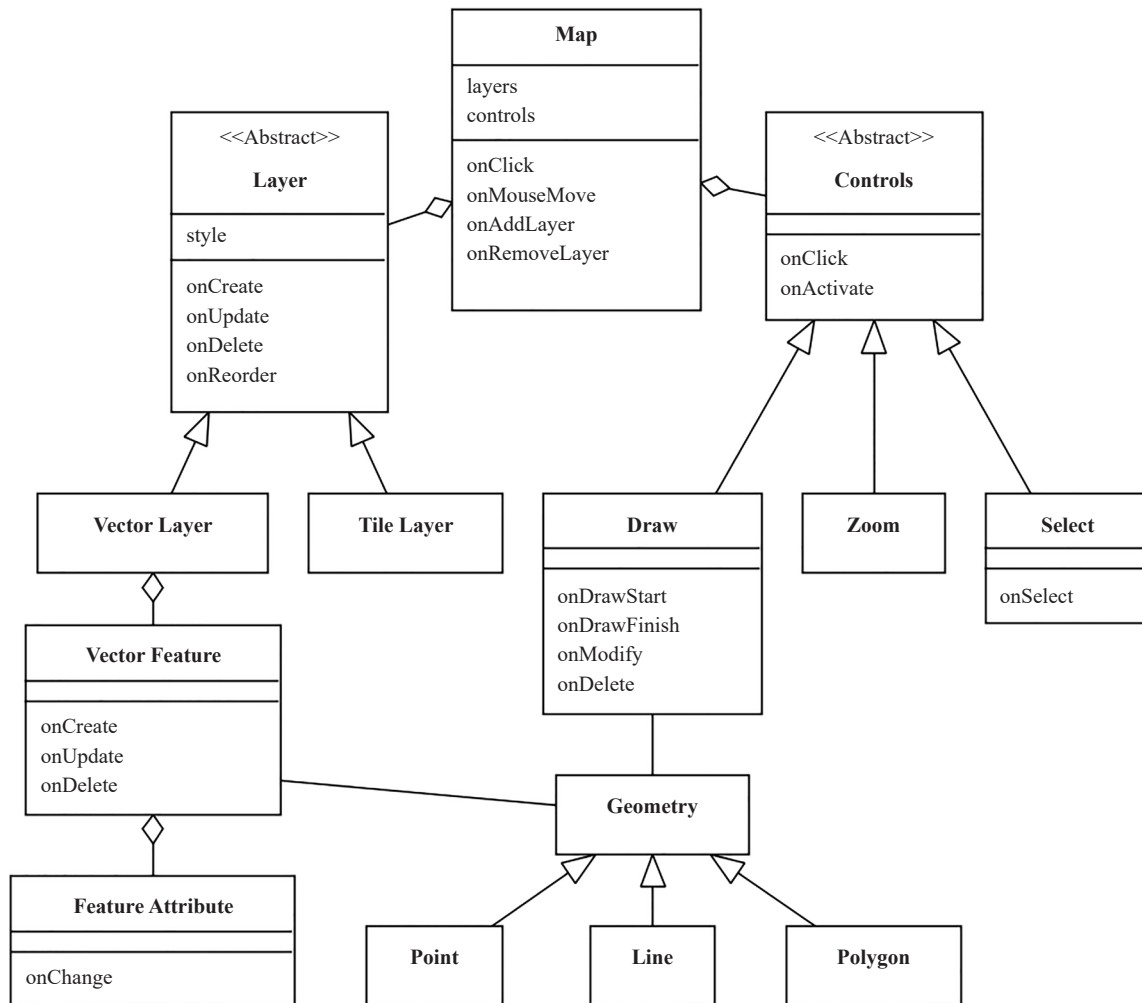 Map
layers
controls
onClick
onMouseMove
onAddLayer
onRemoveLayer
<<Abstract>>
Layer
style
onCreate
onUpdate
onDelete
onReorder
<<Abstract>>
Controls
onClick
onActivate
Vector Layer
Tile Layer
Draw
onDrawStart
onDrawFinish
onModify
onDelete
Zoom
Select
onSelect
Vector Feature
onCreate
onUpdate
onDelete
Geometry
Feature Attribute
onChange
Point
Line
Polygon